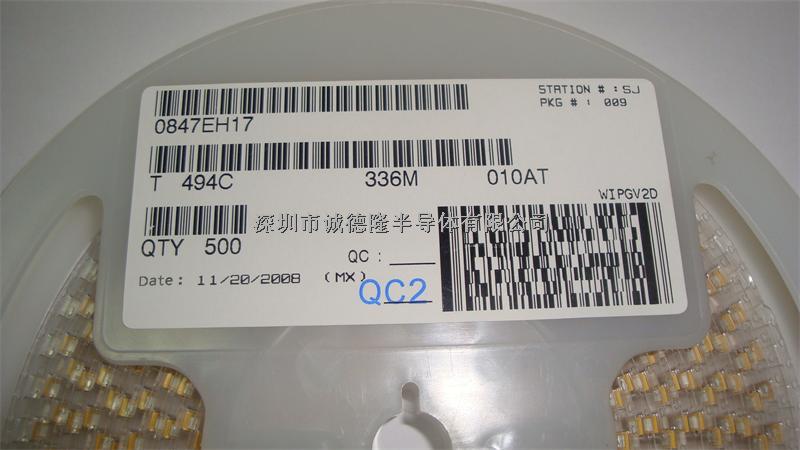 STATION # : SJ
PKG # : 009
0847EH17
T 494C 336M 010AT
WIPGV2D
深圳市诚德隆半导体有限公司
QTY 500
QC :
Date: 11/20/2008 (MX)
QC2